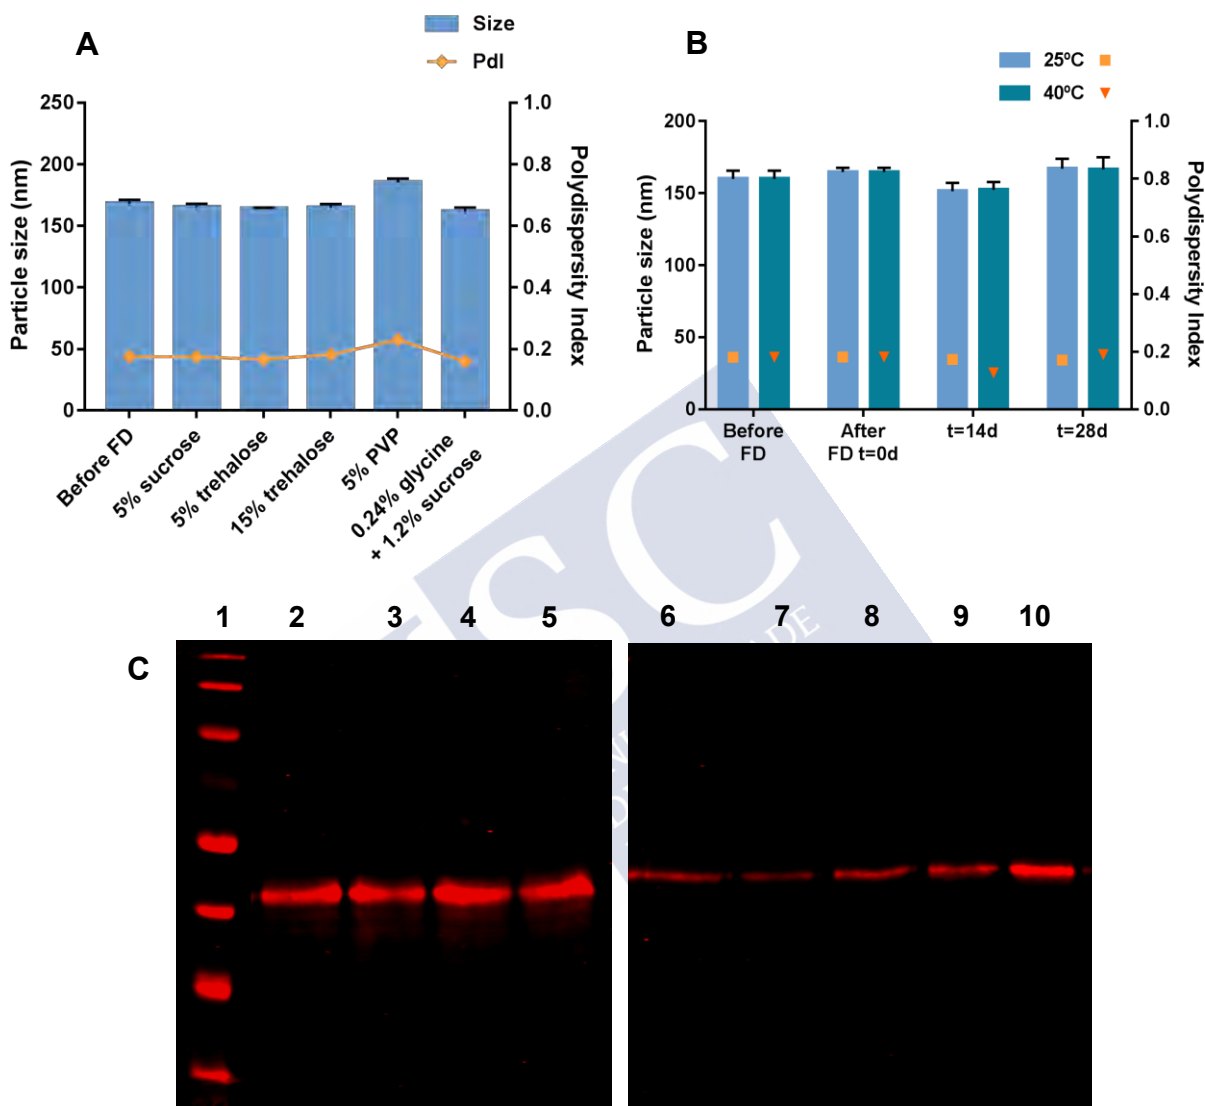 A
Size
PdI
250
200
150
100
50
0
Particle size (nm)
1.0
0.8
0.6
0.4
0.2
0.0
Polydispersity Index
Before FD
5% sucrose
5% trehalose
15% trehalose
5% PVP
0.24% glycine
+ 1.2% sucrose
B
25ºC
40ºC
200
150
100
50
0
Particle size (nm)
1.0
0.8
0.6
0.4
0.2
0.0
Polydispersity Index
Before
FD
After
FD t=0d
t=14d
t=28d
C
1 2 3 4 5 6 7 8 9 10
SC